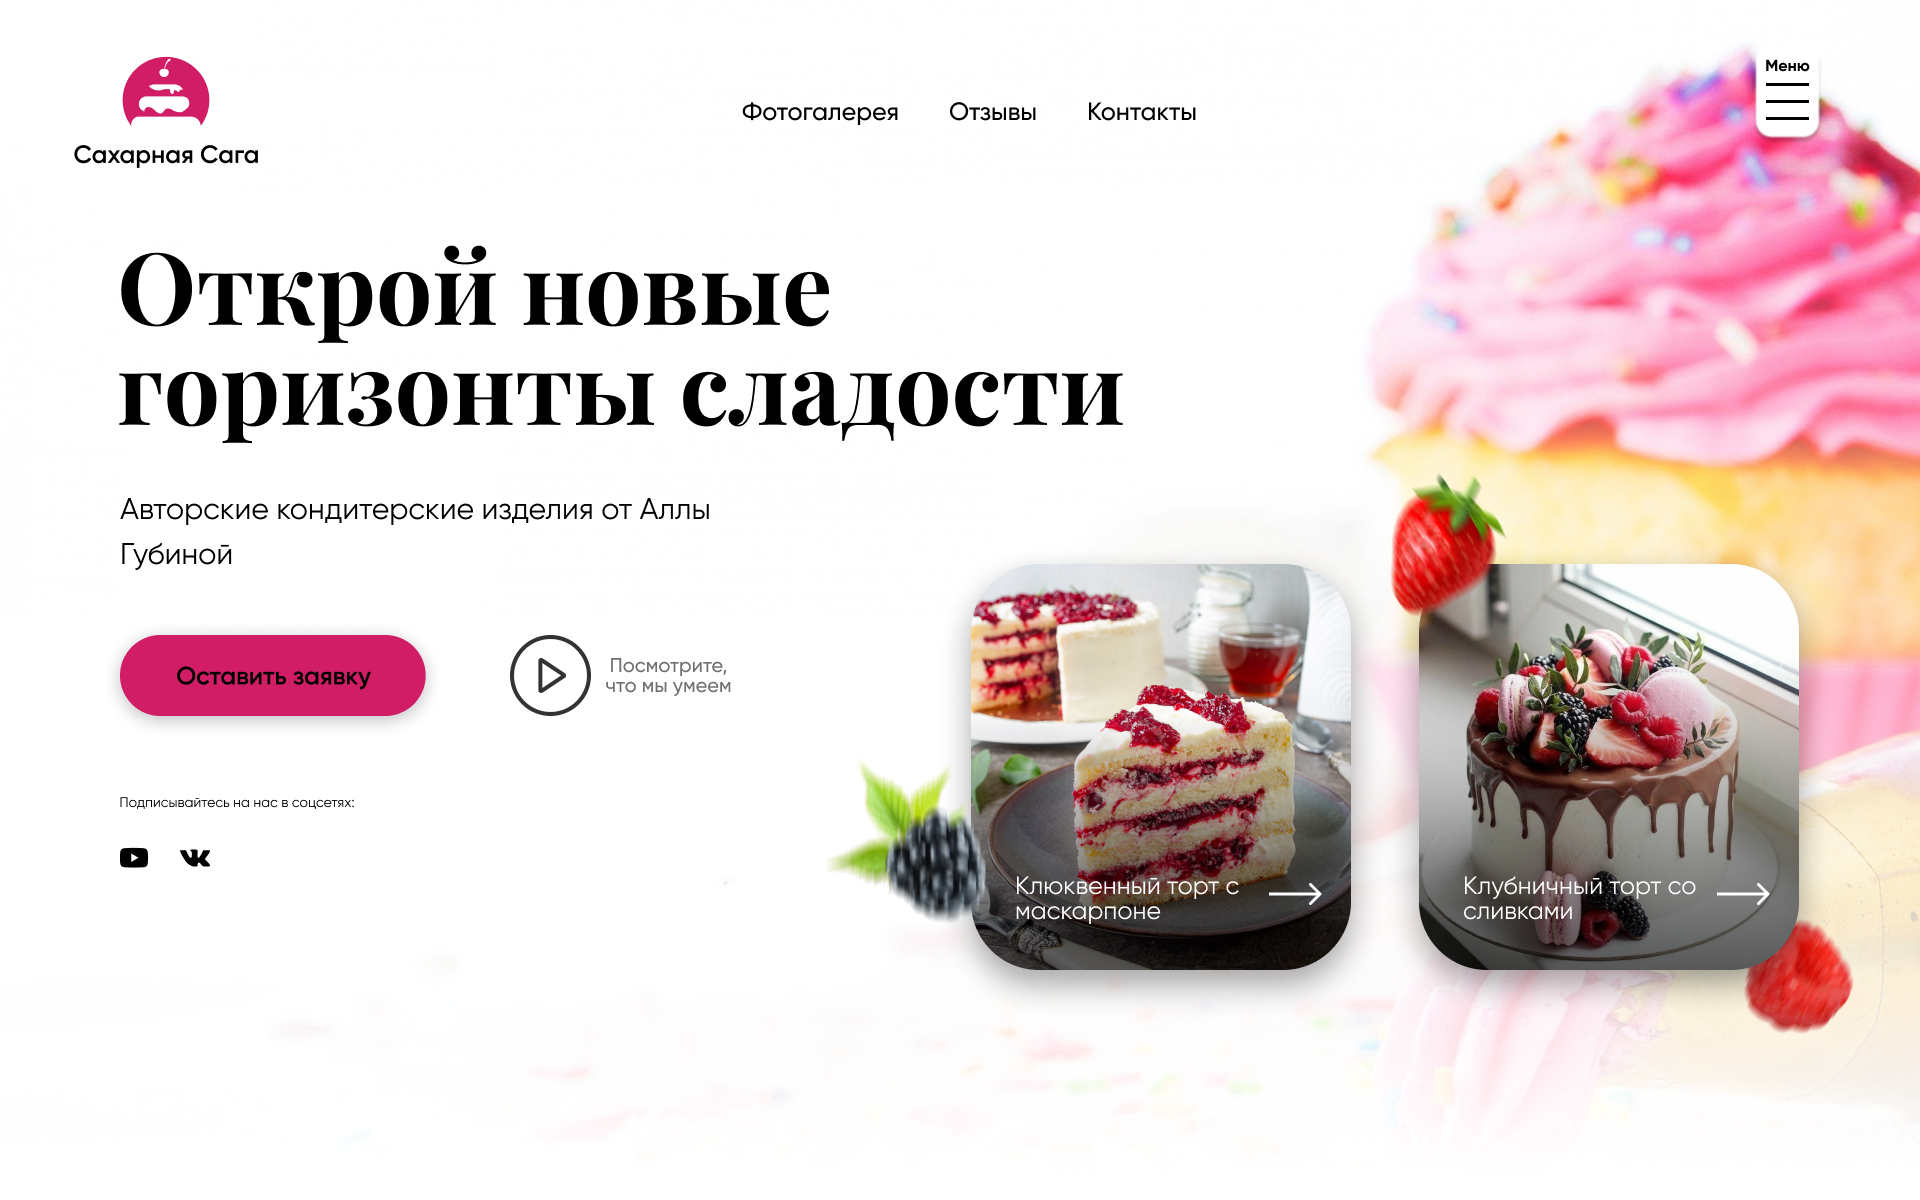 Сахарная Сага
Фотогалерея
Отзывы
Контакты
Меню
Открой новые
горизонты сладости
Авторские кондитерские изделия от Аллы
Губиной
Оставить заявку
Посмотрите,
что мы умеем
Подписывайтесь на нас в соцсетях:
Клюквенный торт с
маскарпоне
Клубничный торт со
сливками